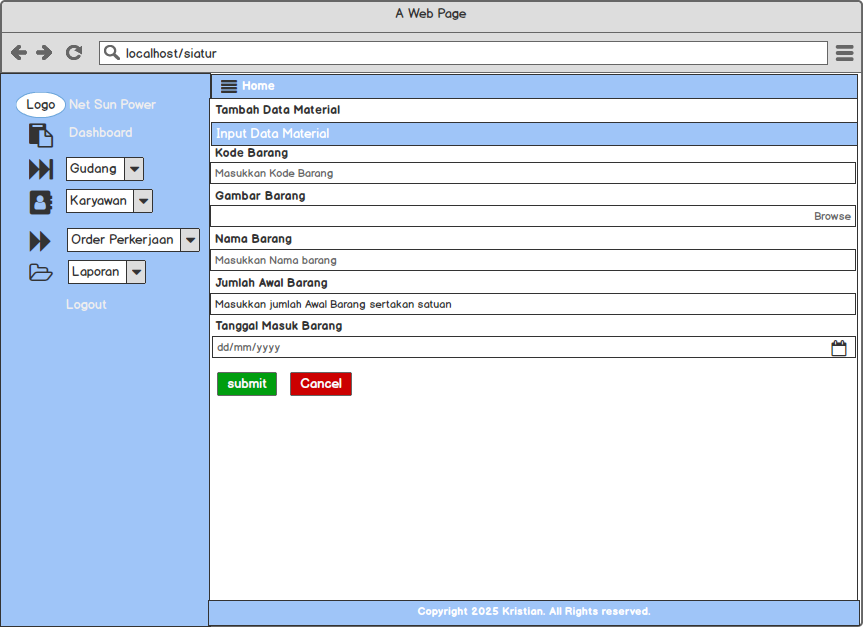 A Web Page
localhost/siatur
Logo Net Sun Power
Dashboard
Gudang
Karyawan
Order Perkerjaan
Laporan
Logout
Home
Tambah Data Material
Input Data Material
Kode Barang
Masukkan Kode Barang
Gambar Barang
Browse
Nama Barang
Masukkan Nama barang
Jumlah Awal Barang
Masukkan jumlah Awal Barang sertakan satuan
Tanggal Masuk Barang
dd/mm/yyyy
submit Cancel
Copyright 2025 Kristian. All Rights reserved.